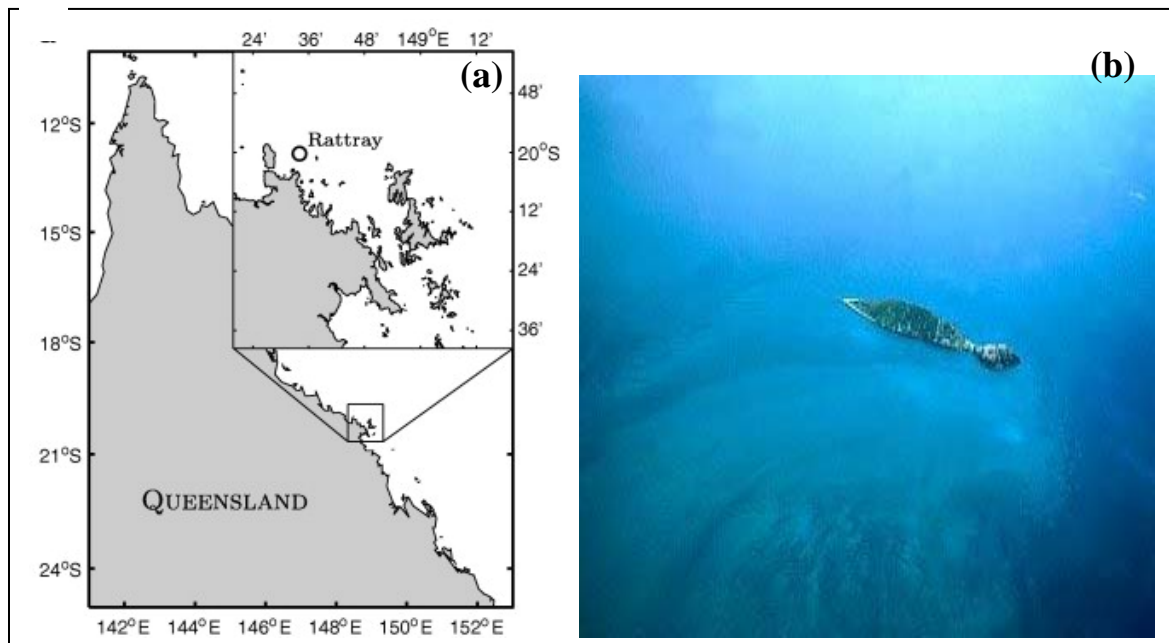 24' 36' 48' 149°E 12'
(a)
(b)
48'
12°S
Rattray
20°S
12'
15°S
24'
36'
18°S
21°S
QUEENSLAND
24°S
142°E 144°E 146°E 148°E 150°E 152°E